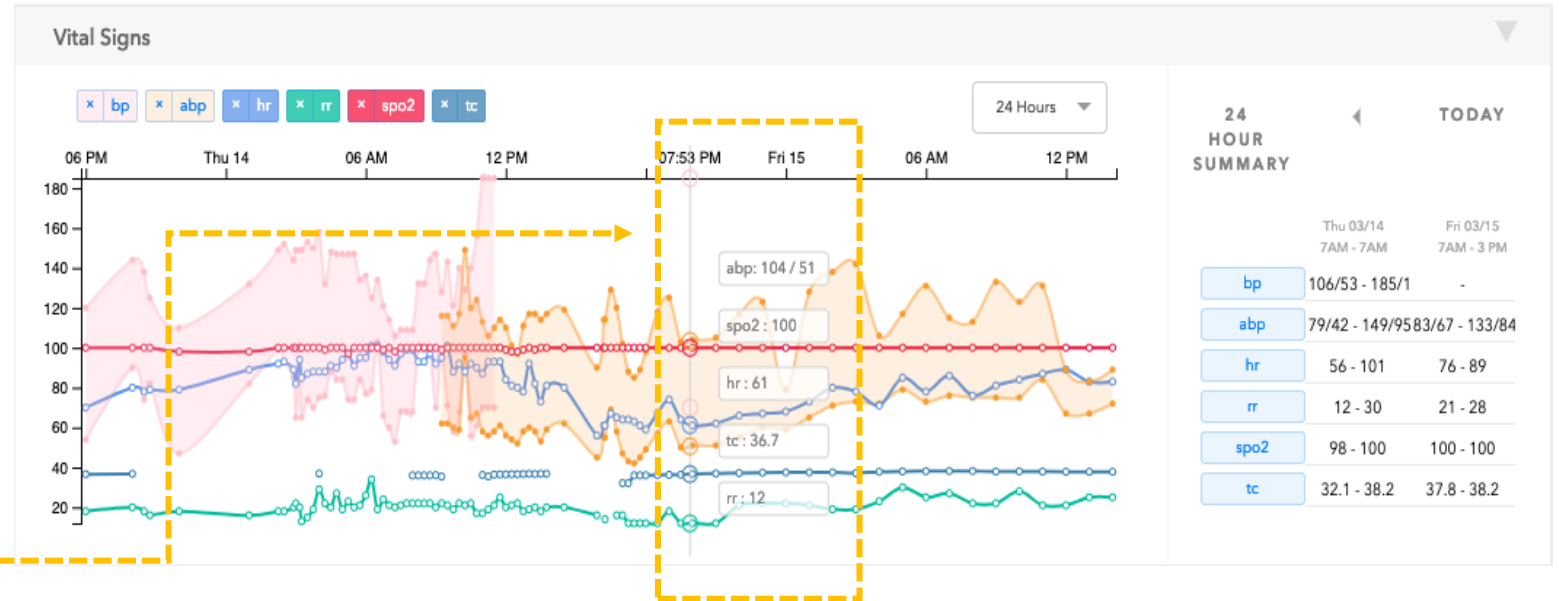 Vital Signs
× bp × abp × hr × rr × spo2 × tc
24 Hours
06 PM Thu 14 06 AM 12 PM 07:53 PM Fri 15 06 AM 12 PM
180
160
140
120
100
80
60
40
20
abp: 104 / 51
spo2 : 100
hr : 61
tc : 36.7
rr : 12
24 HOUR SUMMARY TODAY
Thu 03/14 Fri 03/15
7AM - 7AM 7AM - 3 PM
bp 106/53 - 185/1 -
abp 79/42 - 149/95 83/67 - 133/84
hr 56 - 101 76 - 89
rr 12 - 30 21 - 28
spo2 98 - 100 100 - 100
tc 32.1 - 38.2 37.8 - 38.2